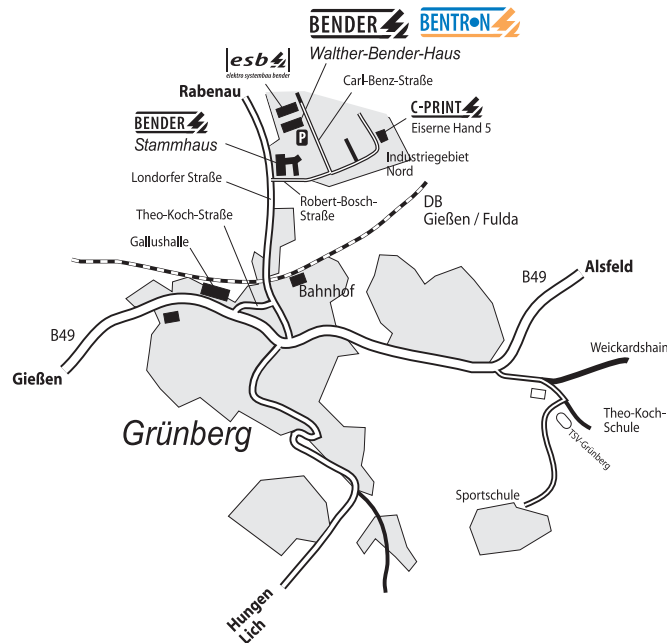 BENDER
BENTRON
Walther-Bender-Haus
esb
elektro systembau bender
Carl-Benz-Straße
Rabenau
C-PRINT
Eiserne Hand 5
BENDER
Stammhaus
P
Industriegebiet
Nord
Londorfer Straße
Robert-Bosch-
Straße
DB
Gießen / Fulda
Theo-Koch-Straße
Gallushalle
Bahnhof
B49
Alsfeld
B49
Weickardshain
Gießen
Theo-Koch-
Schule
TSV-Grünberg
Grünberg
Sportschule
Hungen
Lich